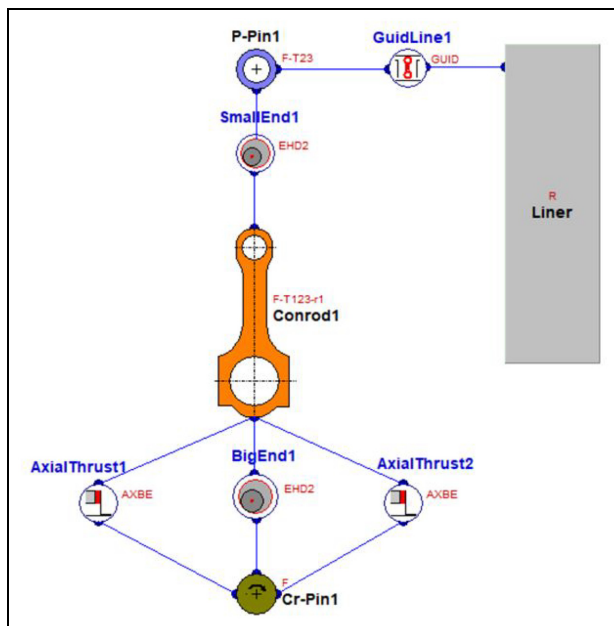 P-Pin1
GuidLine1
F-T23
GUID
SmallEnd1
EHD2
R
Liner
F-T123-r1
Conrod1
AxialThrust1
BigEnd1
AxialThrust2
AXBE
EHD2
AXBE
F
Cr-Pin1